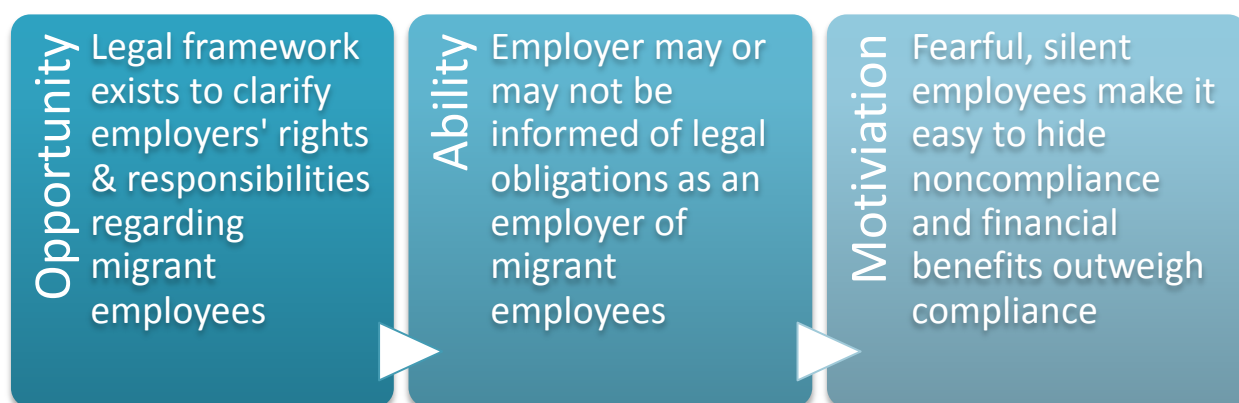 Opportunity
Legal framework
exists to clarify
employers' rights
& responsibilities
regarding
migrant
employees
Ability
Employer may or
may not be
informed of legal
obligations as an
employer of
migrant
employees
Motiviation
Fearful, silent
employees make it
easy to hide
noncompliance
and financial
benefits outweigh
compliance